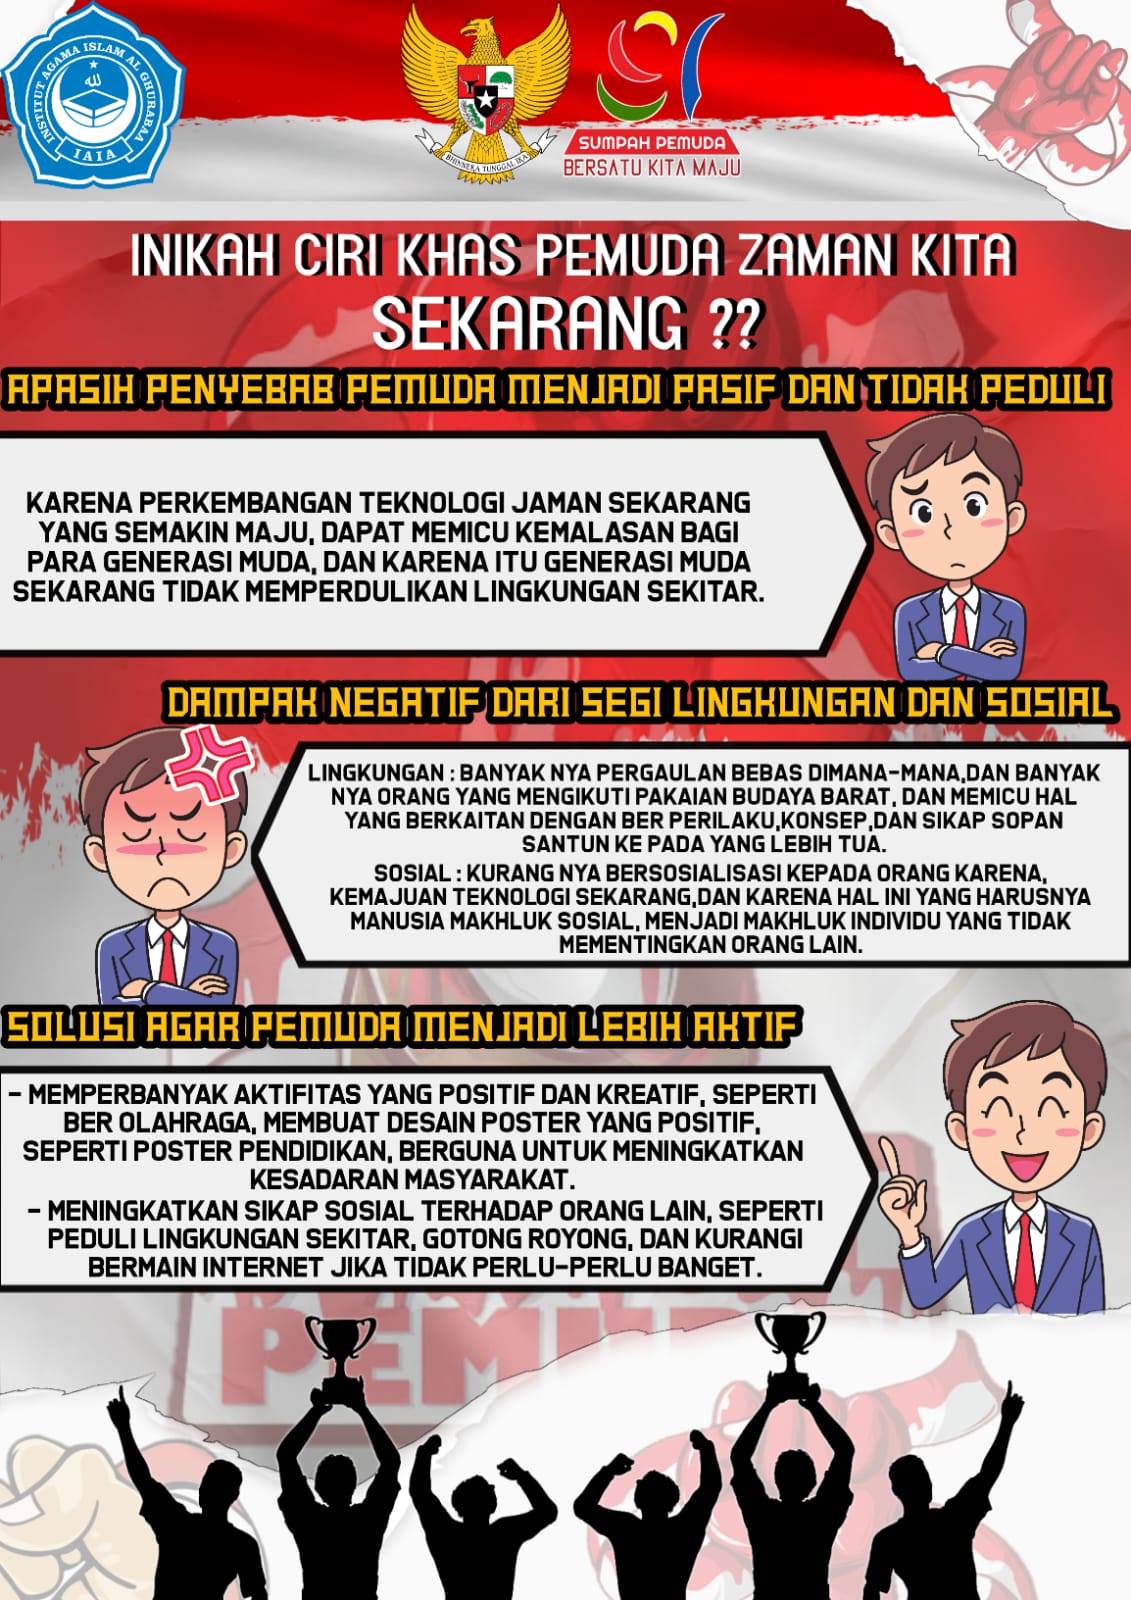 INSTITUT AGAMA ISLAM AL GHURABAA
IAIA
BHINNEKA TUNGGAL IKA
SUMPAH PEMUDA
BERSATU KITA MAJU
INIKAH CIRI KHAS PEMUDA ZAMAN KITA
SEKARANG ??
APASIH PENYEBAB PEMUDA MENJADI PASIF DAN TIDAK PEDULI
KARENA PERKEMBANGAN TEKNOLOGI JAMAN SEKARANG
YANG SEMAKIN MAJU, DAPAT MEMICU KEMALASAN BAGI
PARA GENERASI MUDA, DAN KARENA ITU GENERASI MUDA
SEKARANG TIDAK MEMPERDULIKAN LINGKUNGAN SEKITAR.
DAMPAK NEGATIF DARI SEGI LINGKUNGAN DAN SOSIAL
LINGKUNGAN : BANYAK NYA PERGAULAN BEBAS DIMANA-MANA,DAN BANYAK
NYA ORANG YANG MENGIKUTI PAKAIAN BUDAYA BARAT, DAN MEMICU HAL
YANG BERKAITAN DENGAN BER PERILAKU,KONSEP,DAN SIKAP SOPAN
SANTUN KE PADA YANG LEBIH TUA.
SOSIAL : KURANG NYA BERSOSIALISASI KEPADA ORANG KARENA,
KEMAJUAN TEKNOLOGI SEKARANG,DAN KARENA HAL INI YANG HARUSNYA
MANUSIA MAKHLUK SOSIAL, MENJADI MAKHLUK INDIVIDU YANG TIDAK
MEMENTINGKAN ORANG LAIN.
SOLUSI AGAR PEMUDA MENJADI LEBIH AKTIF
- MEMPERBANYAK AKTIFITAS YANG POSITIF DAN KREATIF, SEPERTI
BER OLAHRAGA, MEMBUAT DESAIN POSTER YANG POSITIF,
SEPERTI POSTER PENDIDIKAN, BERGUNA UNTUK MENINGKATKAN
KESADARAN MASYARAKAT.
- MENINGKATKAN SIKAP SOSIAL TERHADAP ORANG LAIN, SEPERTI
PEDULI LINGKUNGAN SEKITAR, GOTONG ROYONG, DAN KURANGI
BERMAIN INTERNET JIKA TIDAK PERLU-PERLU BANGET.